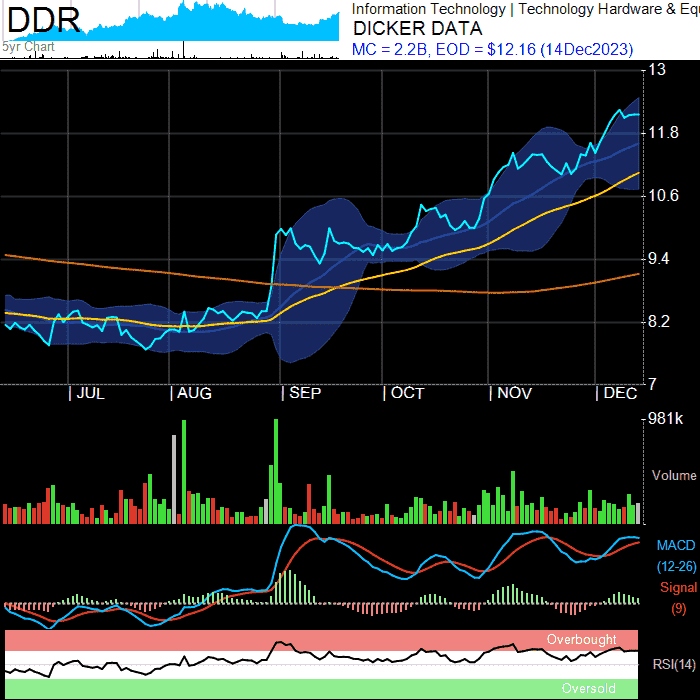 DDR
5yr Chart
Information Technology | Technology Hardware & Equ
DICKER DATA
MC = 2.2B, EOD = $12.16 (14Dec2023)
13
11.8
10.6
9.4
8.2
7
| JUL | AUG | SEP | OCT | NOV | DEC
981k
Volume
MACD
(12-26)
Signal
(9)
Overbought
RSI(14)
Oversold